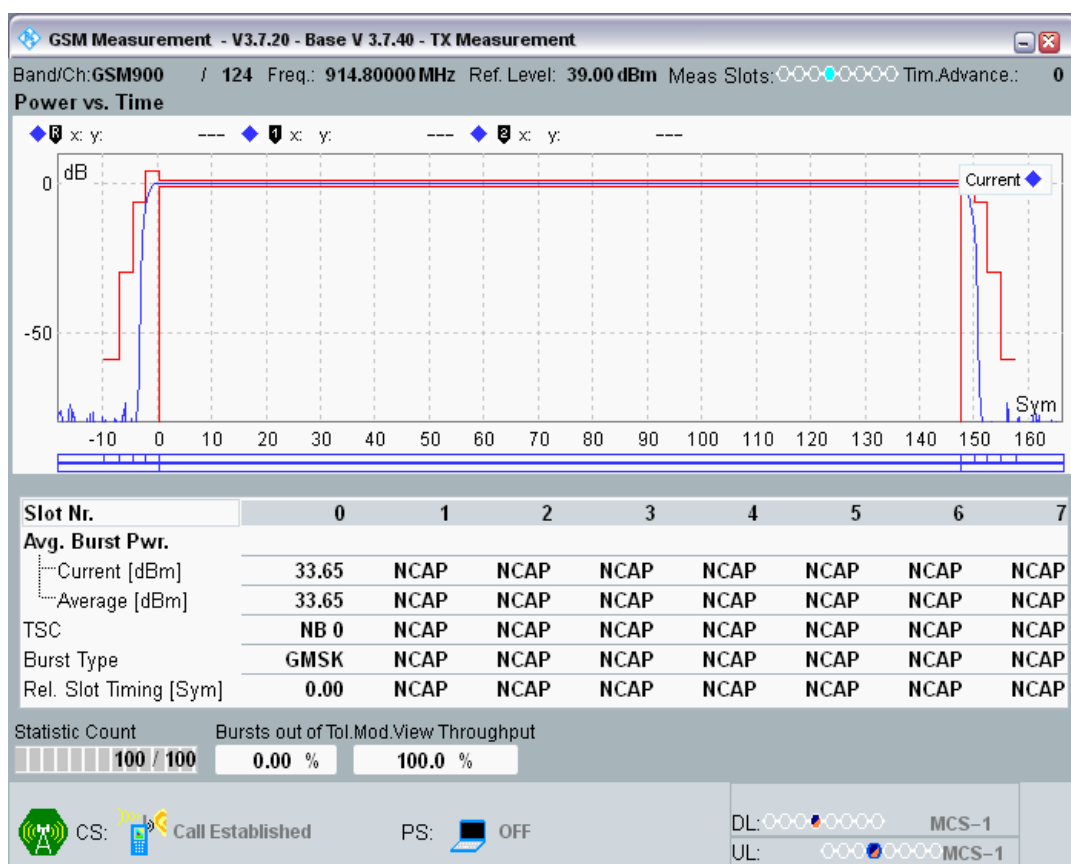 GSM Measurement - V3.7.20 - Base V 3.7.40 - TX Measurement
Band/Ch:GSM900 / 124 Freq.: 914.80000 MHz Ref. Level: 39.00 dBm Meas Slots: Tim.Advance.: 0
Power vs. Time
R x: y: --- 1 x: y: --- 2 x: y: ---
dB
Current
0
-50
Sym
-10 0 10 20 30 40 50 60 70 80 90 100 110 120 130 140 150 160
Slot Nr. 0 1 2 3 4 5 6 7
Avg. Burst Pwr.
Current [dBm] 33.65 NCAP NCAP NCAP NCAP NCAP NCAP NCAP
Average [dBm] 33.65 NCAP NCAP NCAP NCAP NCAP NCAP NCAP
TSC NB 0 NCAP NCAP NCAP NCAP NCAP NCAP NCAP
Burst Type GMSK NCAP NCAP NCAP NCAP NCAP NCAP NCAP
Rel. Slot Timing [Sym] 0.00 NCAP NCAP NCAP NCAP NCAP NCAP NCAP
Statistic Count Bursts out of Tol.Mod.View Throughput
100 / 100 0.00 % 100.0 %
CS: Call Established PS: OFF
DL: MCS-1
UL: MCS-1